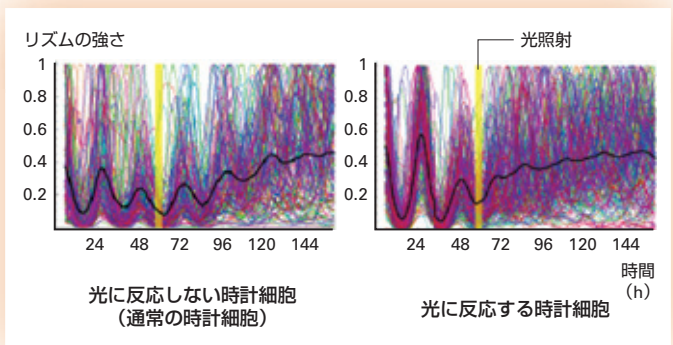 リズムの強さ
光照射
1
0.8
0.6
0.4
0.2
24 48 72 96 120 144
光に反応しない時計細胞
（通常の時計細胞）
1
0.8
0.6
0.4
0.2
24 48 72 96 120 144
時間
（h）
光に反応する時計細胞